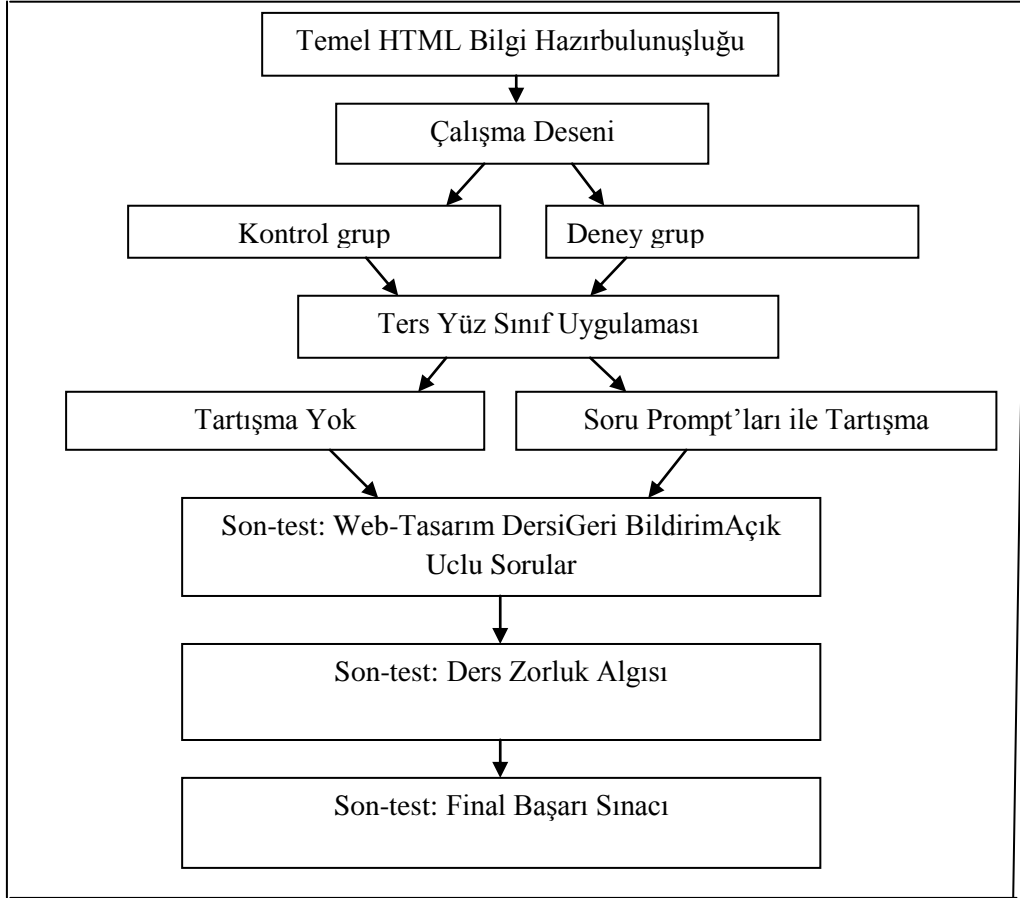 Temel HTML Bilgi Hazırbulunuşluğu
Çalışma Deseni
Kontrol grup
Deney grup
Ters Yüz Sınıf Uygulaması
Tartışma Yok
Soru Prompt’ları ile Tartışma
Son-test: Web-Tasarım DersiGeri BildirimAçık
Uclu Sorular
Son-test: Ders Zorluk Algısı
Son-test: Final Başarı Sınacı